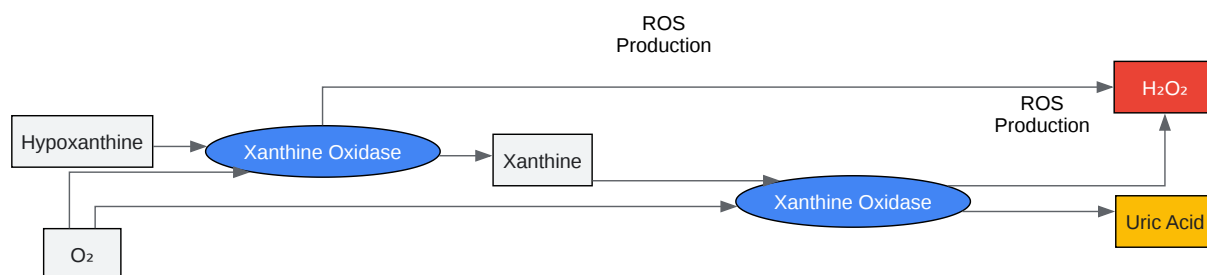 ROS
Production
H₂O₂
ROS
Production
Hypoxanthine
Xanthine Oxidase
Xanthine
Xanthine Oxidase
Uric Acid
O₂